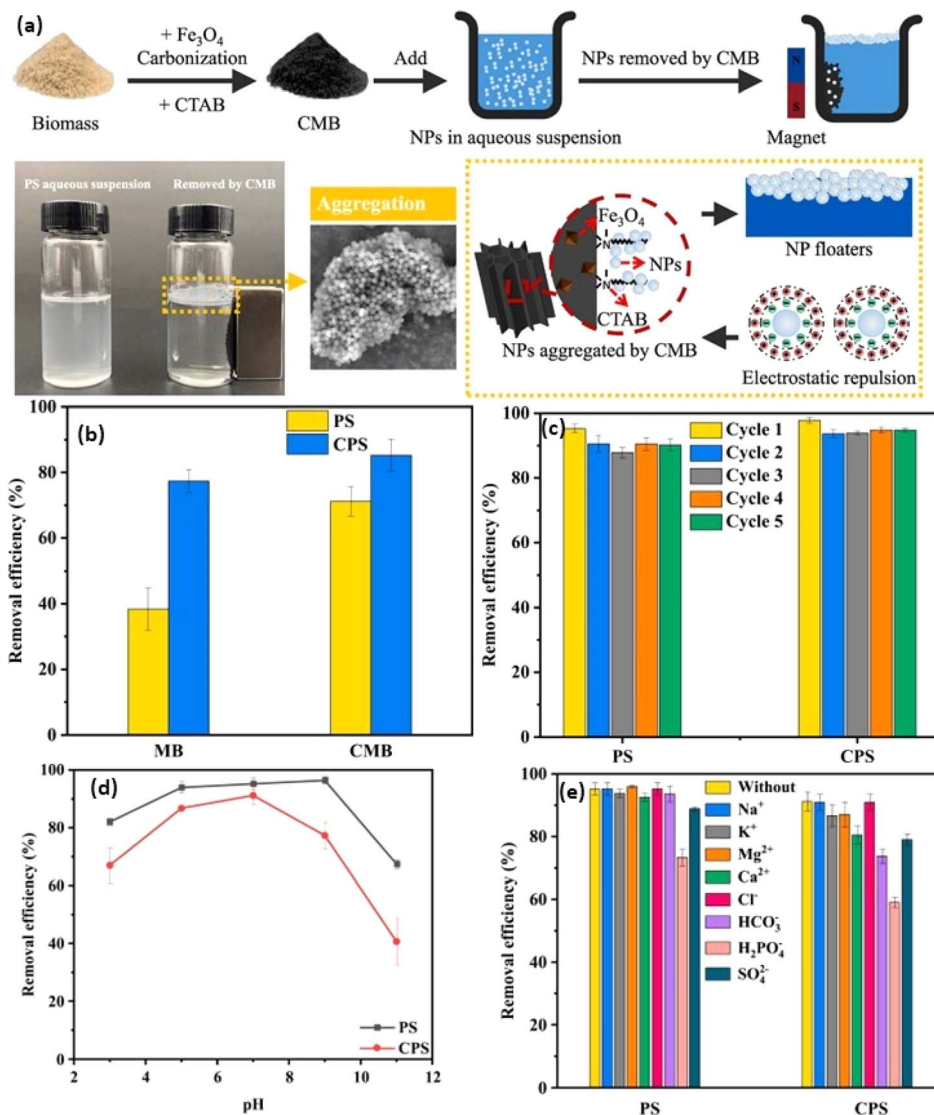 (a)
+ Fe₃O₄
Carbonization
+ CTAB
Add
NPs removed by CMB
N
S
Biomass
CMB
NPs in aqueous suspension
Magnet
PS aqueous suspension
Removed by CMB
Aggregation
Fe₃O₄
N
NPs
N
CTAB
NPs aggregated by CMB
NP floaters
Electrostatic repulsion
(b)
Removal efficiency (%)
100
80
60
40
20
0
PS
CPS
MB
CMB
(c)
Removal efficiency (%)
100
80
60
40
20
0
Cycle 1
Cycle 2
Cycle 3
Cycle 4
Cycle 5
PS
CPS
(d)
Removal efficiency (%)
100
80
60
40
20
0
PS
CPS
2
4
6
8
10
12
pH
(e)
Removal efficiency (%)
100
80
60
40
20
0
Without
Na⁺
K⁺
Mg²⁺
Ca²⁺
Cl⁻
HCO₃⁻
H₂PO₄⁻
SO₄²⁻
PS
CPS